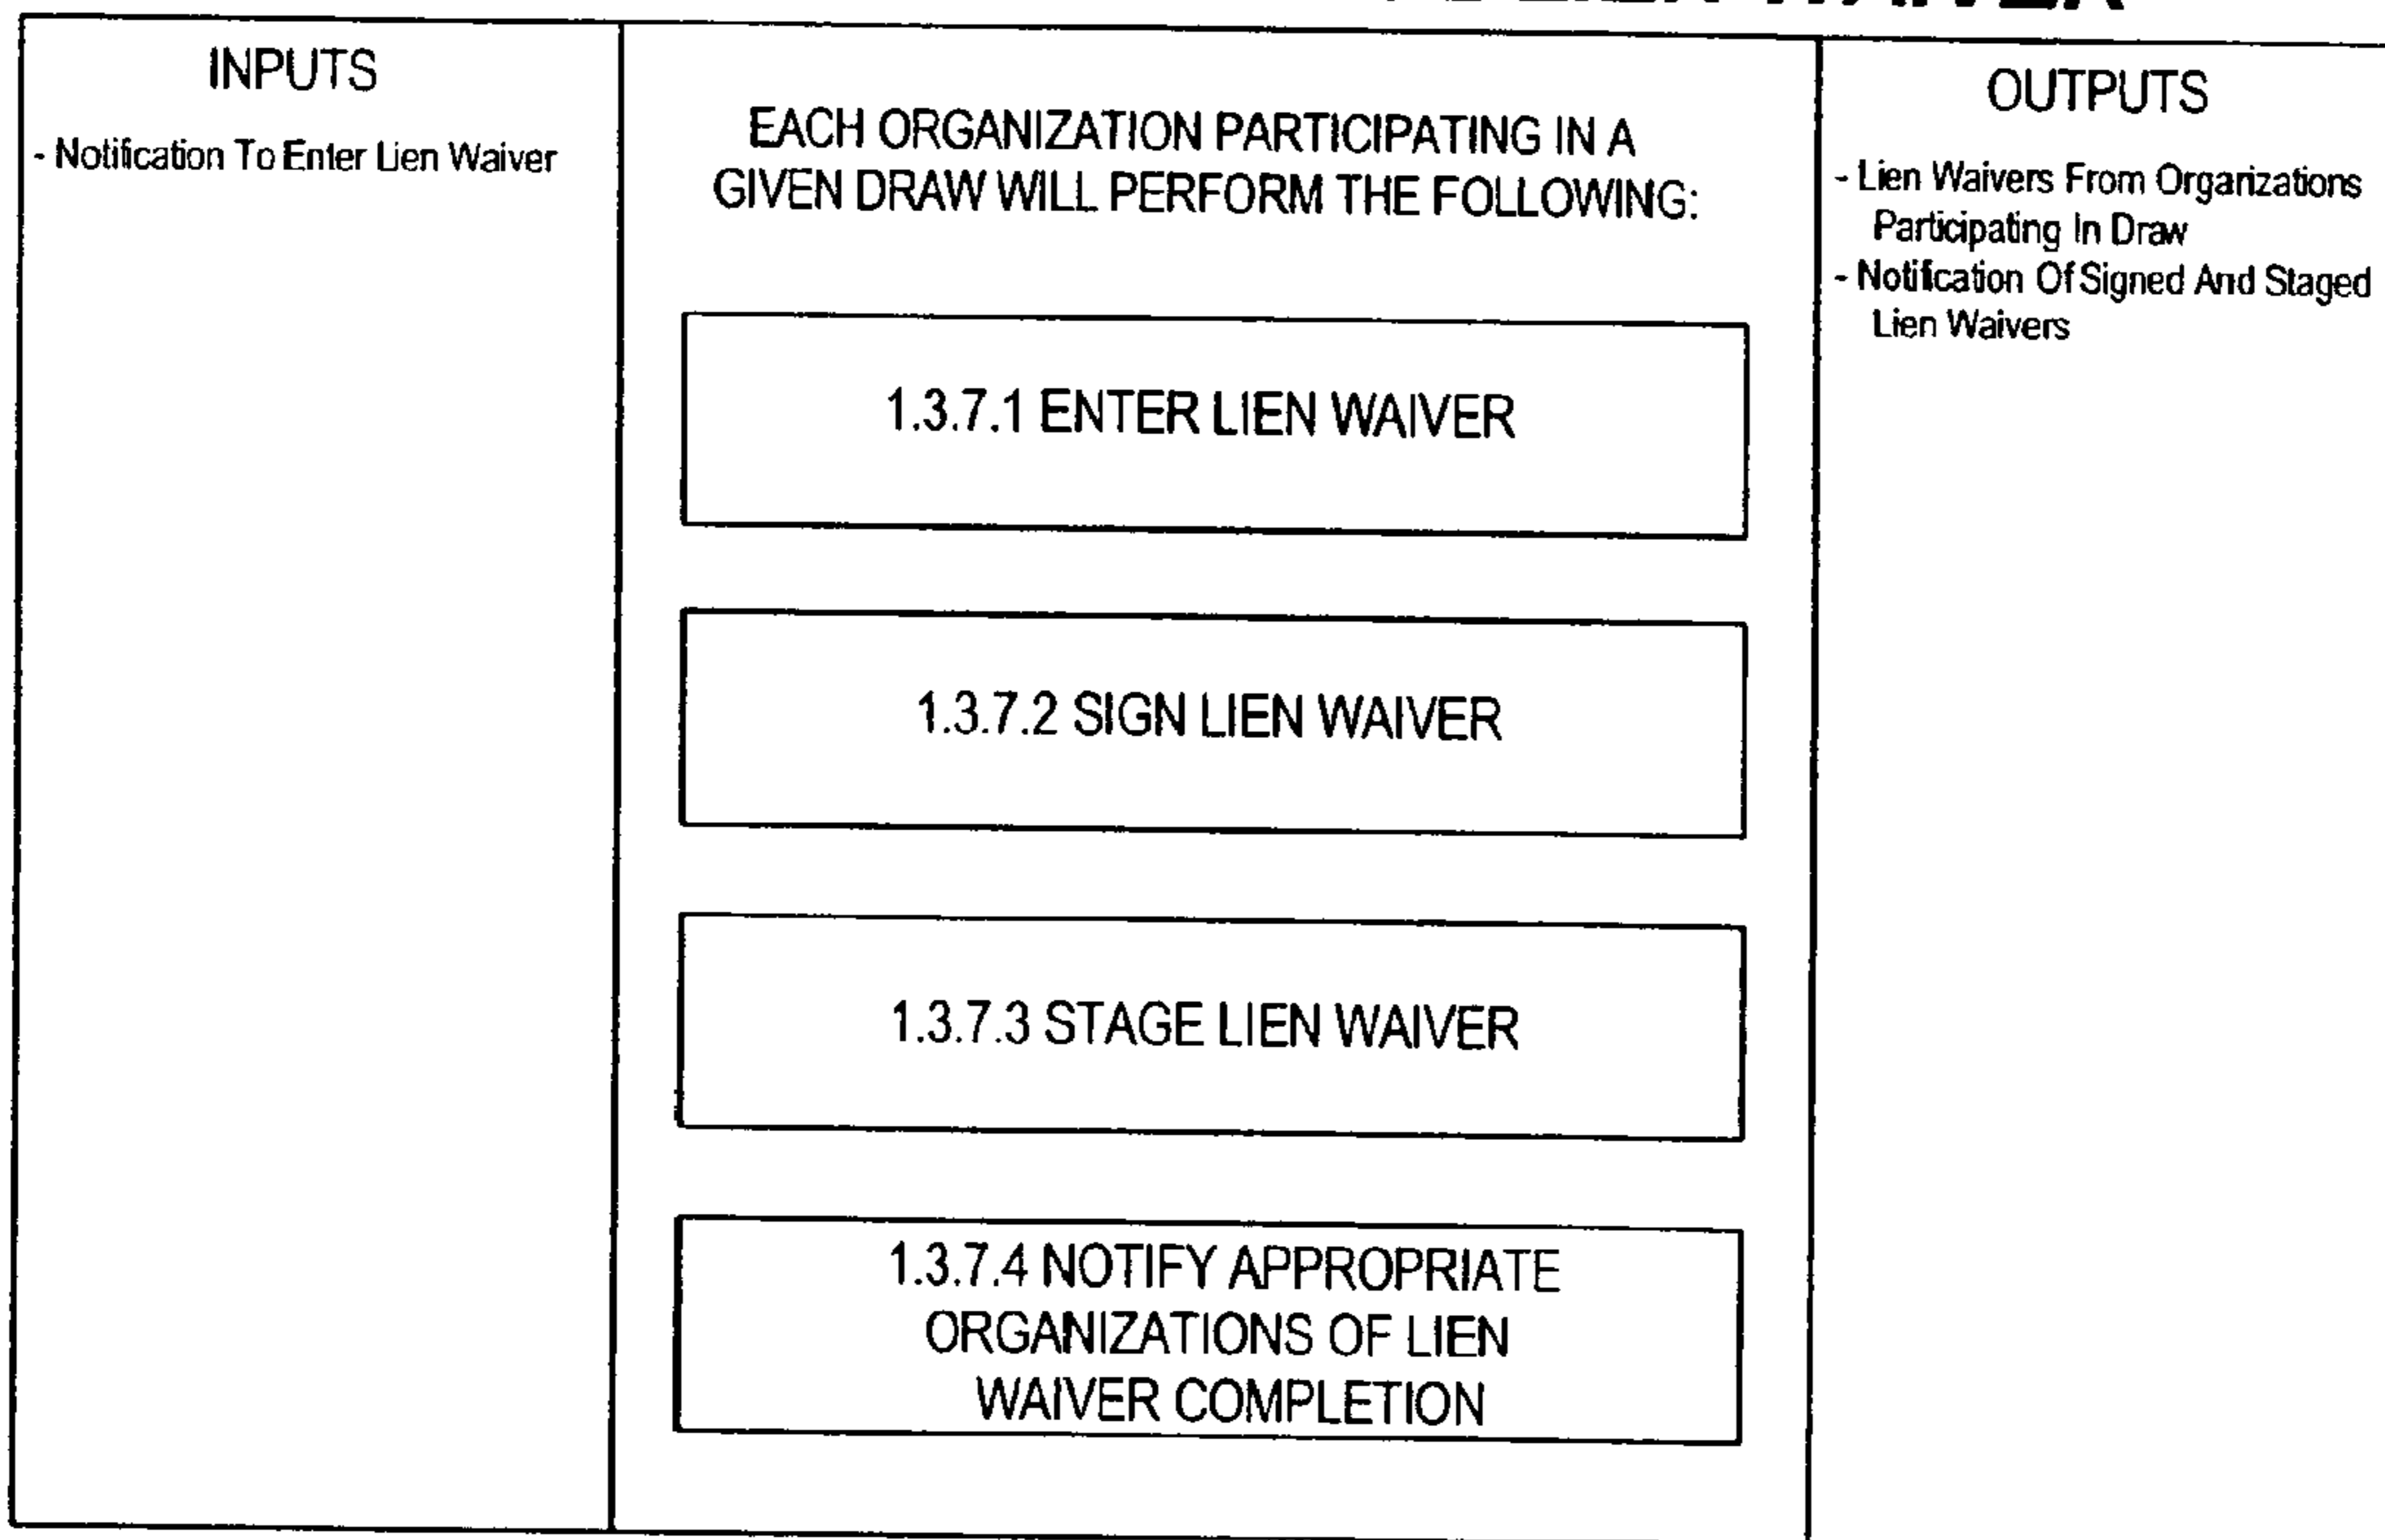 LIEN WAIVER
INPUTS
- Notification To Enter Lien Waiver
EACH ORGANIZATION PARTICIPATING IN A
GIVEN DRAW WILL PERFORM THE FOLLOWING:
1.3.7.1 ENTER LIEN WAIVER
1.3.7.2 SIGN LIEN WAIVER
1.3.7.3 STAGE LIEN WAIVER
1.3.7.4 NOTIFY APPROPRIATE
ORGANIZATIONS OF LIEN
WAIVER COMPLETION
OUTPUTS
- Lien Waivers From Organizations
Participating In Draw
- Notification Of Signed And Staged
Lien Waivers